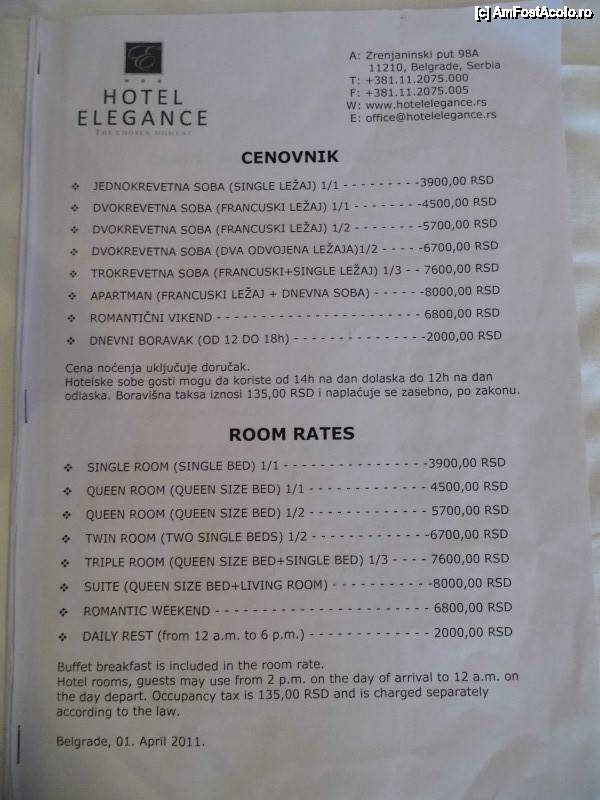 [c] AmFostAcolo.ro
E
HOTEL
ELEGANCE
THE CHOSEN MOMENT
A: Zrenjaninski put 98A
11210, Belgrade, Serbia
T: +381.11.2075.000
F: +381.11.2075.005
W: www.hotelelegance.rs
E: office@hotelelegance.rs
CENOVNIK
❖ JEDNOKREVETNA SOBA (SINGLE LEŽAJ) 1/1 - - - - - - - - -3900,00 RSD
❖ DVOKREVETNA SOBA (FRANCUSKI LEŽAJ) 1/1 - - - - - - - -4500,00 RSD
❖ DVOKREVETNA SOBA (FRANCUSKI LEŽAJ) 1/2 - - - - - - - -5700,00 RSD
❖ DVOKREVETNA SOBA (DVA ODVOJENA LEŽAJA)1/2 - - - - -6700,00 RSD
❖ TROKREVETNA SOBA (FRANCUSKI+SINGLE LEŽAJ) 1/3 - - 7600,00 RSD
❖ APARTMAN (FRANCUSKI LEŽAJ + DNEVNA SOBA) - - - - - -8000,00 RSD
❖ ROMANTIČNI VIKEND - - - - - - - - - - - - - - - - - - - - - - 6800,00 RSD
❖ DNEVNI BORAVAK (OD 12 DO 18h) - - - - - - - - - - - - - -2000,00 RSD
Cena noćenja uključuje doručak.
Hotelske sobe gosti mogu da koriste od 14h na dan dolaska do 12h na dan
odlaska. Boravišna taksa iznosi 135,00 RSD i naplaćuje se zasebno, po zakonu.
ROOM RATES
❖ SINGLE ROOM (SINGLE BED) 1/1 - - - - - - - - - - - - - - -3900,00 RSD
❖ QUEEN ROOM (QUEEN SIZE BED) 1/1 - - - - - - - - - - - - 4500,00 RSD
❖ QUEEN ROOM (QUEEN SIZE BED) 1/2 - - - - - - - - - - - - 5700,00 RSD
❖ TWIN ROOM (TWO SINGLE BEDS) 1/2 - - - - - - - - - - - -6700,00 RSD
❖ TRIPLE ROOM (QUEEN SIZE BED+SINGLE BED) 1/3 - - - - 7600,00 RSD
❖ SUITE (QUEEN SIZE BED+LIVING ROOM) - - - - - - - - - - -8000,00 RSD
❖ ROMANTIC WEEKEND - - - - - - - - - - - - - - - - - - - - - - 6800,00 RSD
❖ DAILY REST (from 12 a.m. to 6 p.m.) - - - - - - - - - - - - - 2000,00 RSD
Buffet breakfast is included in the room rate.
Hotel rooms, guests may use from 2 p.m. on the day of arrival to 12 a.m. on
the day depart. Occupancy tax is 135,00 RSD and is charged separately
according to the law.
Belgrade, 01. April 2011.